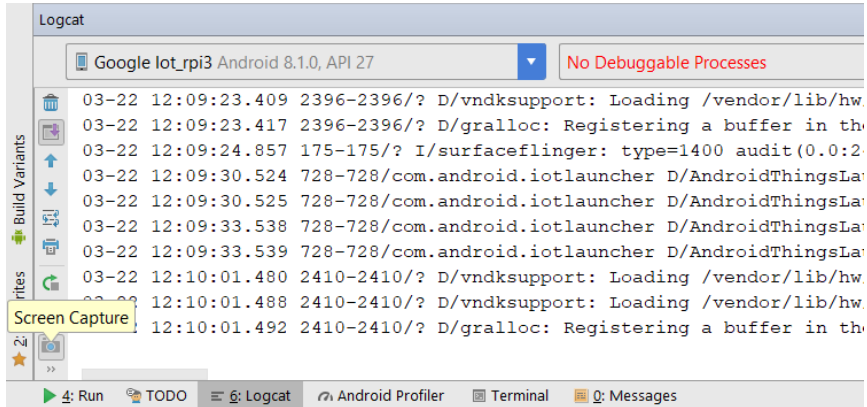 Logcat
Google Iot_rpi3 Android 8.1.0, API 27
No Debuggable Processes
03-22 12:09:23.409 2396-2396/? D/vndksupport: Loading /vendor/lib/hw
03-22 12:09:23.417 2396-2396/? D/gralloc: Registering a buffer in the
03-22 12:09:24.857 175-175/? I/surfaceflinger: type=1400 audit(0.0:2
03-22 12:09:30.524 728-728/com.android.iotlauncher D/AndroidThingsLau
03-22 12:09:30.525 728-728/com.android.iotlauncher D/AndroidThingsLau
03-22 12:09:33.538 728-728/com.android.iotlauncher D/AndroidThingsLau
03-22 12:09:33.539 728-728/com.android.iotlauncher D/AndroidThingsLau
03-22 12:10:01.480 2410-2410/? D/vndksupport: Loading /vendor/lib/hw
12:10:01.488 2410-2410/? D/vndksupport: Loading /vendor/lib/hw
12:10:01.492 2410-2410/? D/gralloc: Registering a buffer in the
Build Variants
rites
2:
Screen Capture
4: Run
TODO
6: Logcat
Android Profiler
Terminal
0: Messages